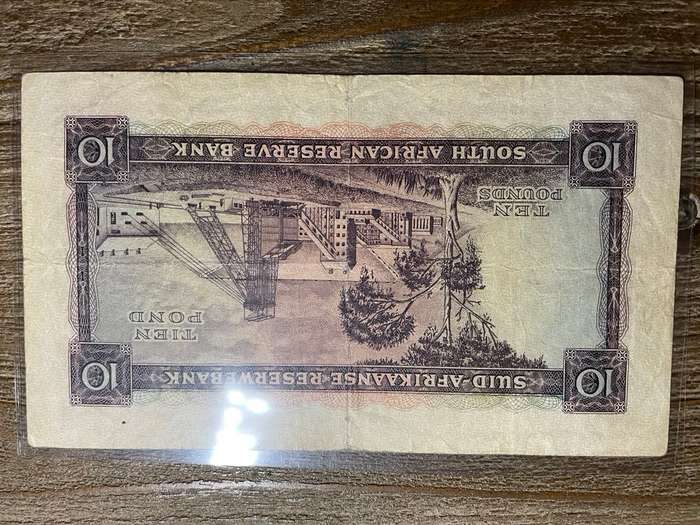 10 SUID-AFRIKAANSE RESERWEBANK 10
TIEN
POND
TEN
POUNDS
10 SOUTH AFRICAN RESERVE BANK 10